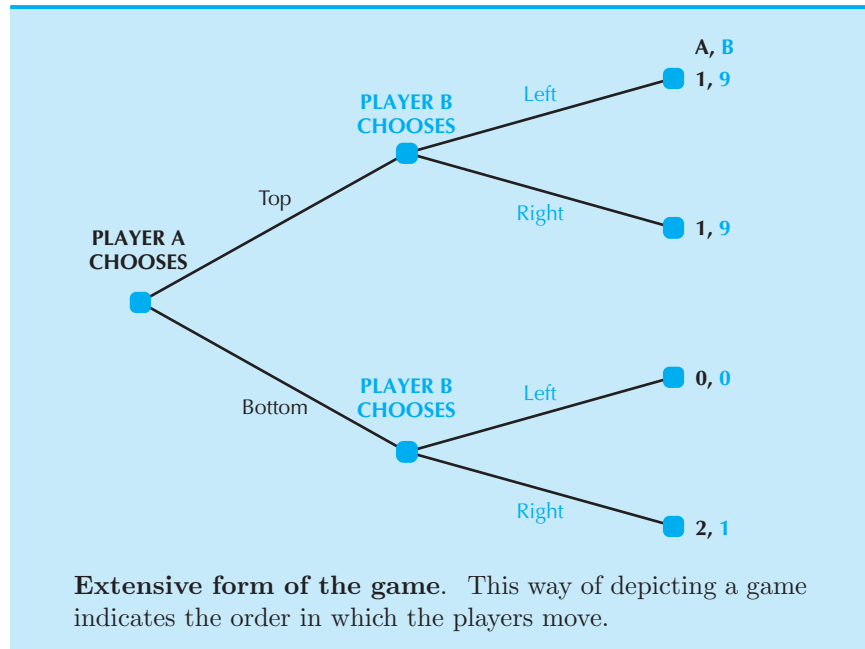 A, B
1, 9
Left
PLAYER B
CHOOSES
Right
1, 9
Top
PLAYER A
CHOOSES
Bottom
PLAYER B
CHOOSES
Left
0, 0
Right
2, 1
Extensive form of the game. This way of depicting a game
indicates the order in which the players move.